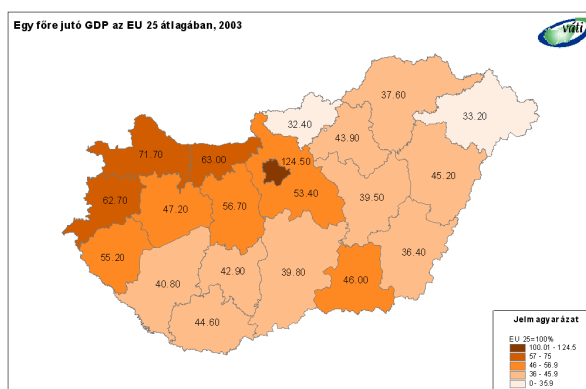 Egy főre jutó GDP az EU 25 átlagában, 2003
váti
37.60
33.20
32.40
43.90
71.70
63.00
124.50
45.20
62.70
47.20
56.70
53.40
39.50
55.20
36.40
40.80
42.90
39.80
46.00
44.60
Jelmagyarázat
EU 25=100%
100.01 - 124.5
57 - 75
46 - 56.9
36 - 45.9
0 - 35.9